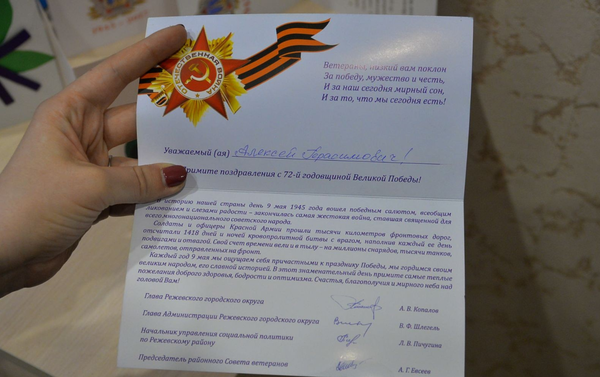 ОТЕЧЕСТВЕННАЯ ВОЙНА
Ветераны, низкий вам поклон
За победу, мужество и честь,
И за наш сегодня мирный сон,
И за то, что мы сегодня есть!
Уважаемый (ая) Алексей Герасимович!
примите поздравления с 72-й годовщиной Великой Победы!
историю нашей страны день 9 мая 1945 года вошел победным салютом, всеобщим
ликованием и слезами радости – закончилась самая жестокая война, ставшая священной для
всего многонационального советского народа.
Солдаты и офицеры Красной Армии прошли тысячи километров фронтовых дорог,
отсчитали 1418 дней и ночей кровопролитной битвы с врагом, наполняя каждый ее день
подвигами и отвагой. Свой счет времени вели и в тылу – на миллионы снарядов, тысячи танков,
самолетов, отправленных на фронт.
Каждый год 9 мая мы ощущаем себя причастными к празднику Победы, мы гордимся своим
великим народом, его славной историей. В этот знаменательный день примите самые теплые
пожелания доброго здоровья, бодрости и оптимизма. Счастья, благополучия и мирного неба над
головой Вам!
Глава Режевского городского округа А. В. Копалов
Глава Администрации Режевского городского округа В. Ф. Шлегель
Начальник управления социальной политики
по Режевскому району Л. В. Пичугина
Председатель районного Совета ветеранов А. Г. Евсеев